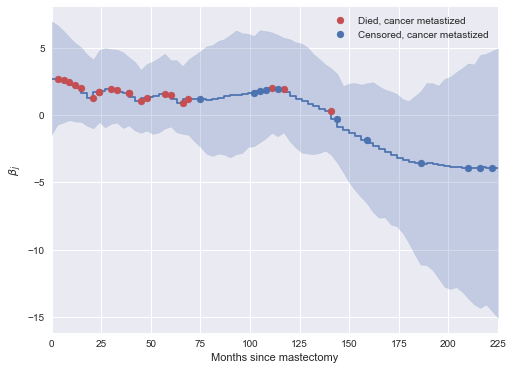 Died, cancer metastized
Censored, cancer metastized
5
0
−5
−10
−15
βj
0 25 50 75 100 125 150 175 200 225
Months since mastectomy